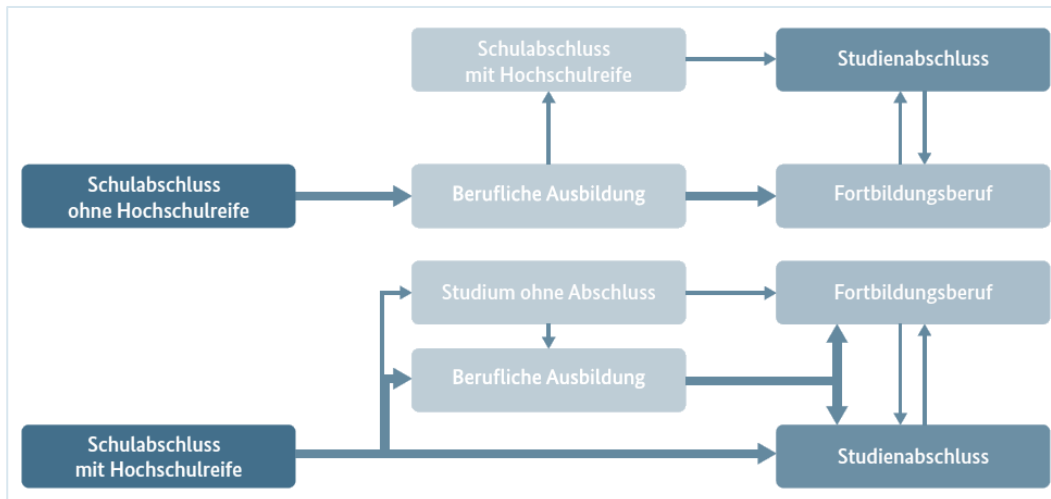 Schulabschluss
mit Hochschulreife
Studienabschluss
Schulabschluss
ohne Hochschulreife
Berufliche Ausbildung
Fortbildungsberuf
Studium ohne Abschluss
Fortbildungsberuf
Berufliche Ausbildung
Schulabschluss
mit Hochschulreife
Studienabschluss